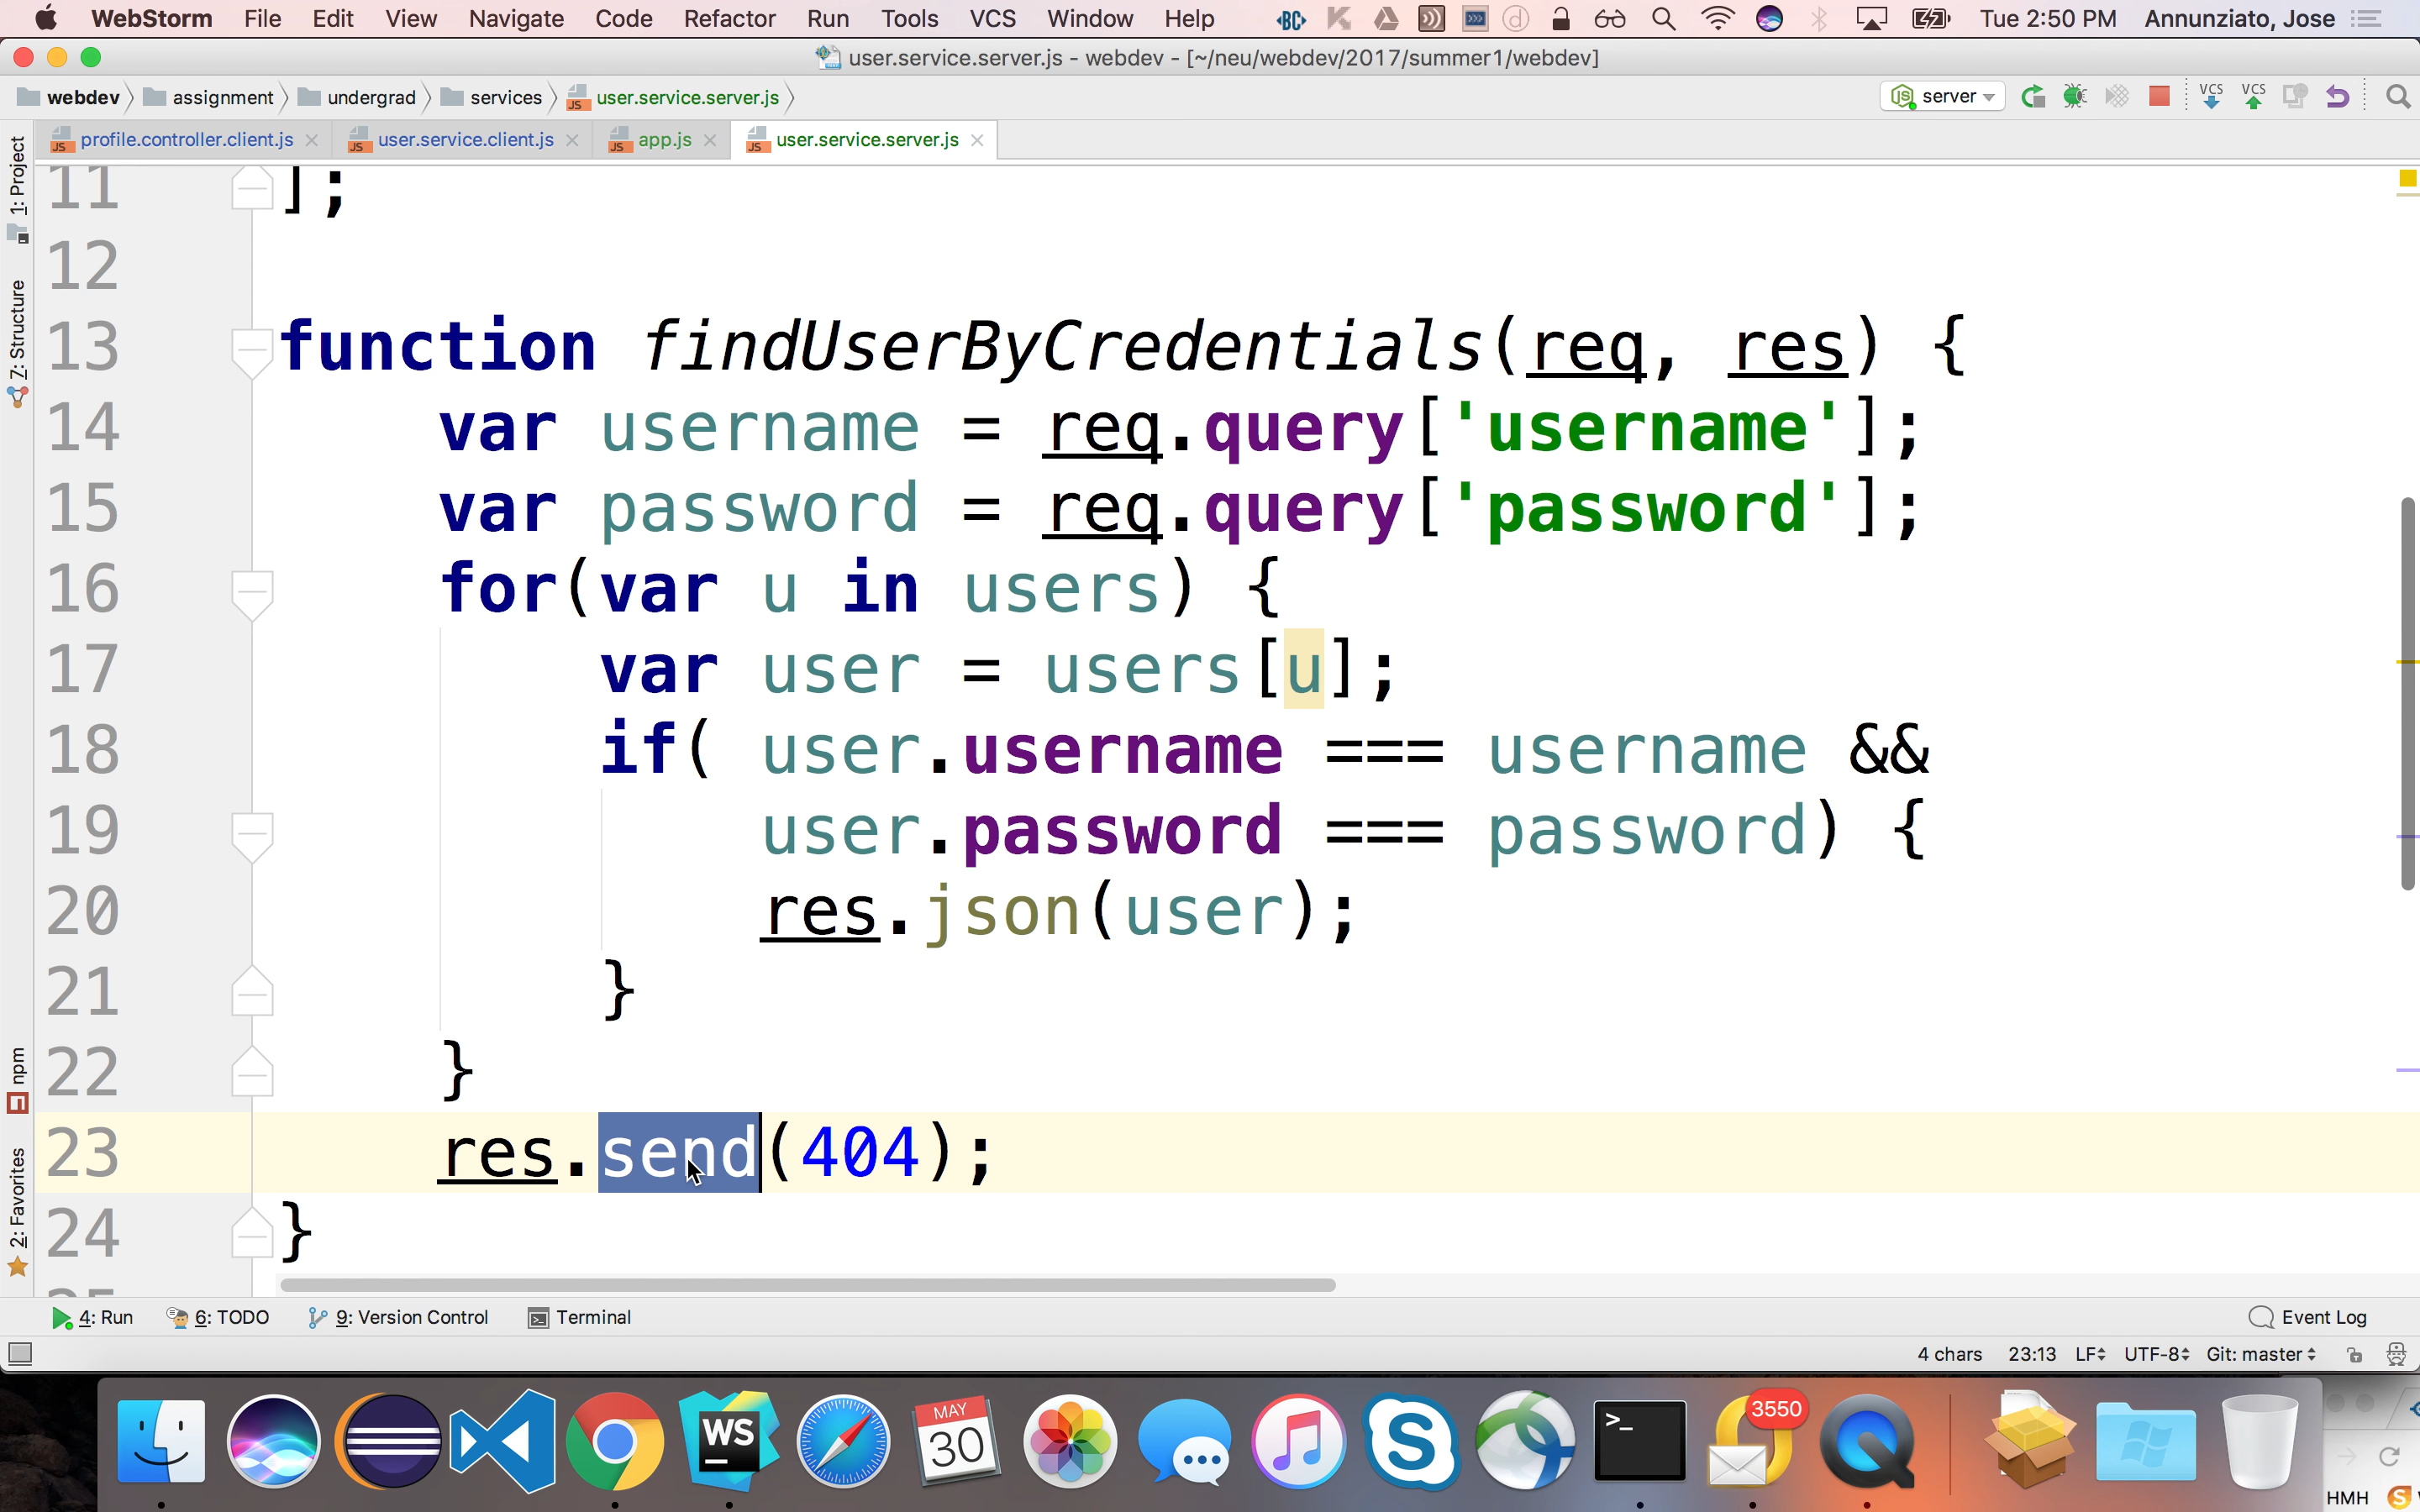 WebStorm File Edit View Navigate Code Refactor Run Tools VCS Window Help BC Tue 2:50 PM Annunziato, Jose
user.service.server.js - webdev - [~/neu/webdev/2017/summer1/webdev]
webdev assignment undergrad services user.service.server.js server VCS VCS
profile.controller.client.js user.service.client.js app.js user.service.server.js
1: Project
7: Structure
npm
2: Favorites
11 ];
12
13 function findUserByCredentials(req, res) {
14 var username = req.query['username'];
15 var password = req.query['password'];
16 for(var u in users) {
17 var user = users[u];
18 if( user.username === username &&
19 user.password === password) {
20 res.json(user);
21 }
22 }
23 res.send(404);
24 }
4: Run 6: TODO 9: Version Control Terminal Event Log
4 chars 23:13 LF UTF-8 Git: master
WS
MAY
30
3550
HMH